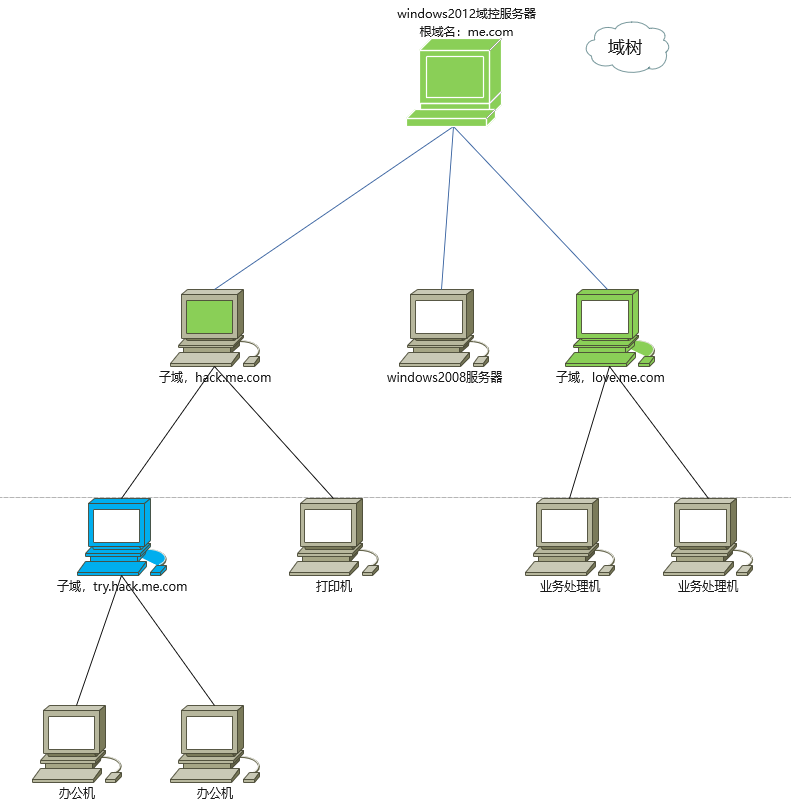 windows2012域控服务器
根域名：me.com
域树
子域，hack.me.com
windows2008服务器
子域，love.me.com
子域，try.hack.me.com
打印机
业务处理机
业务处理机
办公机
办公机